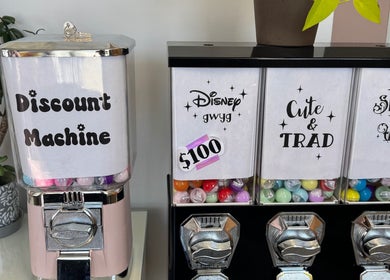 Discount
Machine
Disney
gwyg
$100
Cute
&
TRAD